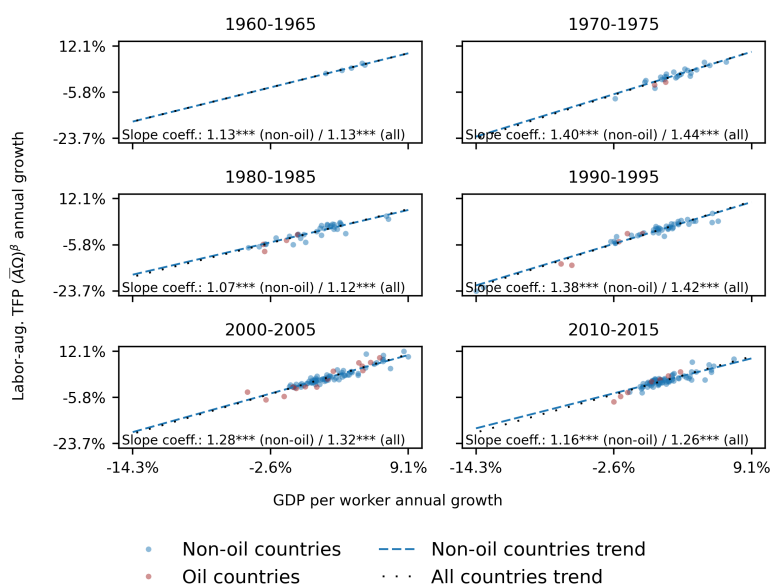 1960-1965
1970-1975
12.1%
-5.8%
-23.7%
Slope coeff.: 1.13*** (non-oil) / 1.13*** (all)
Slope coeff.: 1.40*** (non-oil) / 1.44*** (all)
1980-1985
1990-1995
12.1%
-5.8%
-23.7%
Slope coeff.: 1.07*** (non-oil) / 1.12*** (all)
Slope coeff.: 1.38*** (non-oil) / 1.42*** (all)
Labor-aug. TFP (A̅Ω)^β annual growth
2000-2005
2010-2015
12.1%
-5.8%
-23.7%
Slope coeff.: 1.28*** (non-oil) / 1.32*** (all)
Slope coeff.: 1.16*** (non-oil) / 1.26*** (all)
-14.3% -2.6% 9.1%
-14.3% -2.6% 9.1%
GDP per worker annual growth
Non-oil countries
Non-oil countries trend
Oil countries
All countries trend